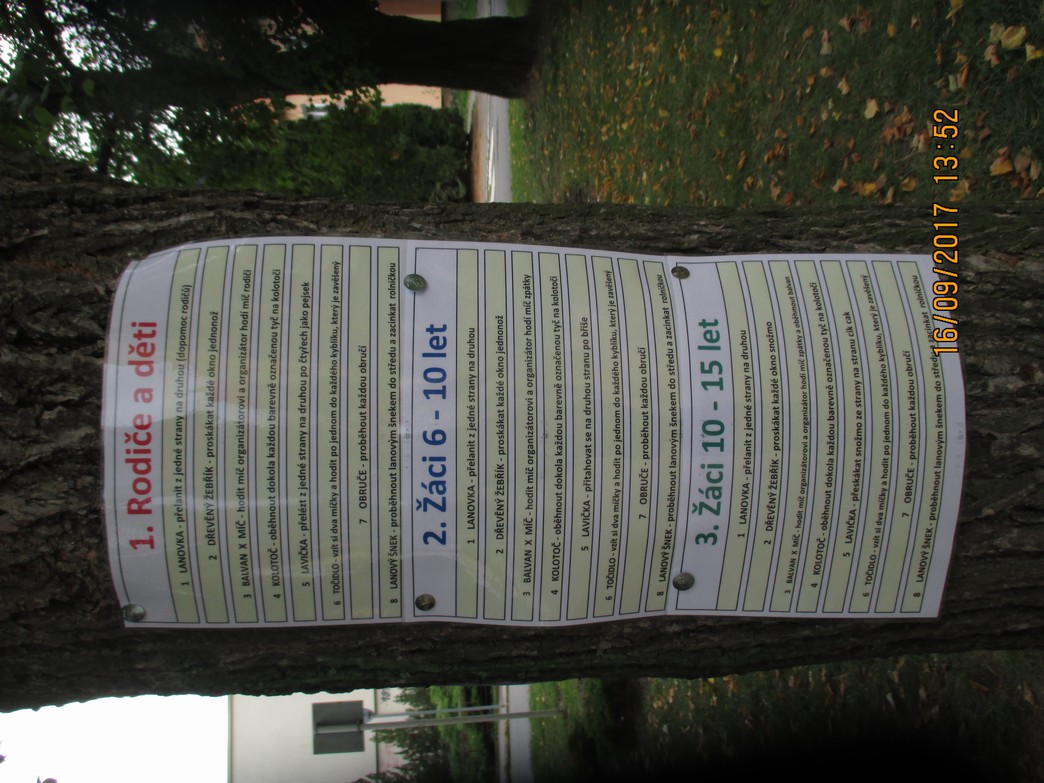 1. Rodiče a děti
1 LANOVKA - přelanit z jedné strany na druhou (dopomoc rodičů)
2 DŘEVĚNÝ ŽEBŘÍK - proskákat každé okno jednonož
3 BALVAN X MÍČ - hodit míč organizátorovi a organizátor hodí míč rodiči
4 KOLOTOČ - oběhnout dokola každou barevně označenou tyč na kolotoči
5 LAVIČKA - přelézt z jedné strany na druhou po čtyřech jako pejsek
6 TOČIDLO - vzít si dva míčky a hodit po jednom do každého kyblíku, který je zavěšený
7 OBRUČE - proběhout každou obručí
8 LANOVÝ ŠNEK - proběhnout lanovým šnekem do středu a zacinkat rolničkou
2. Žáci 6 - 10 let
1 LANOVKA - přelanit z jedné strany na druhou
2 DŘEVĚNÝ ŽEBŘÍK - proskákat každé okno jednonož
3 BALVAN X MÍČ - hodit míč organizátorovi a organizátor hodí míč zpátky
4 KOLOTOČ - oběhnout dokola každou barevně označenou tyč na kolotoči
5 LAVIČKA - přitahovat se na druhou stranu po břiše
6 TOČIDLO - vzít si dva míčky a hodit po jednom do každého kyblíku, který je zavěšený
7 OBRUČE - proběhout každou obručí
8 LANOVÝ ŠNEK - proběhnout lanovým šnekem do středu a zacinkat rolničkou
3. Žáci 10 - 15 let
1 LANOVKA - přelanit z jedné strany na druhou
2 DŘEVĚNÝ ŽEBŘÍK - proskákat každé okno snožmo
3 BALVAN X MÍČ - hodit míč organizátorovi a organizátor hodí míč zpátky a oběhnout balvan
4 KOLOTOČ - oběhnout dokola každou barevně označenou tyč na kolotoči
5 LAVIČKA - přeskákat snožmo ze strany na stranu cik cak
6 TOČIDLO - vzít si dva míčky a hodit po jednom do každého kyblíku, který je zavěšený
7 OBRUČE - proběhout každou obručí
8 LANOVÝ ŠNEK - proběhnout lanovým šnekem do středu a zacinkat rolničkou
16/09/2017 13:52